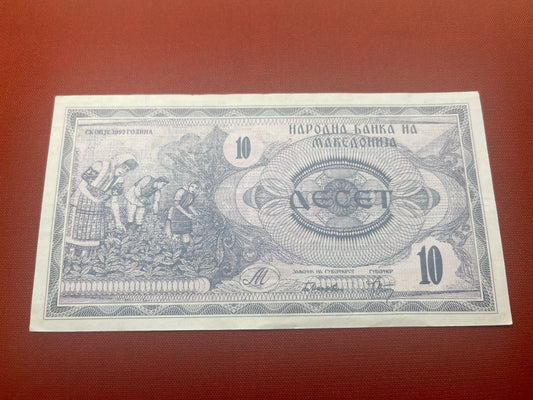 СКОПЈЕ 1992 ГОДИНА
НАРОДНА БАНКА НА
МАКЕДОНИЈА
10
ДЕСЕТ
ЗАМЕНИК НА ГУВЕРНЕРОТ ГУВЕРНЕР
10